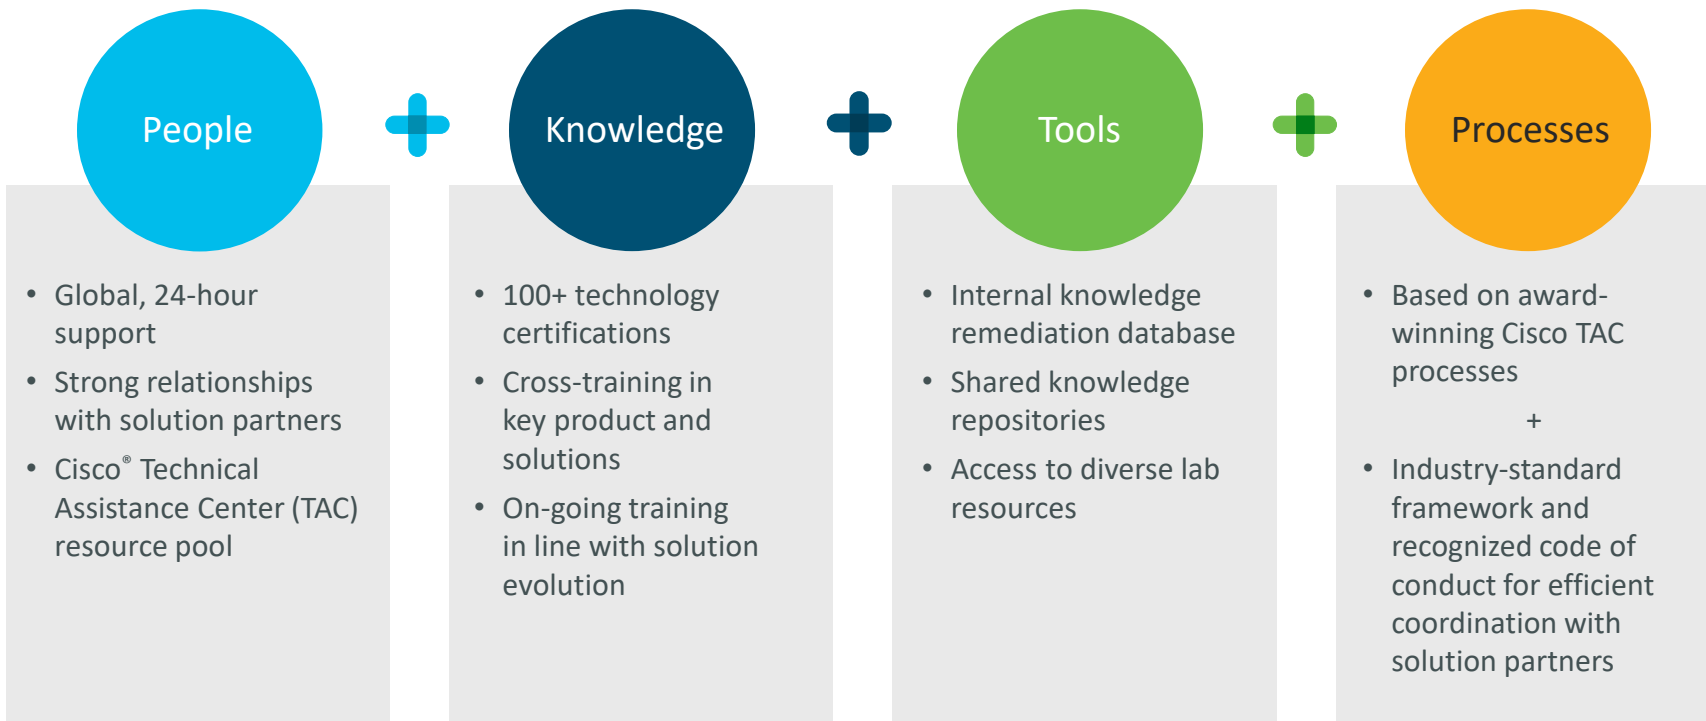 People
• Global, 24-hour
support
• Strong relationships
with solution partners
• Cisco® Technical
Assistance Center (TAC)
resource pool
Knowledge
• 100+ technology
certifications
• Cross-training in
key product and
solutions
• On-going training
in line with solution
evolution
Tools
• Internal knowledge
remediation database
• Shared knowledge
repositories
• Access to diverse lab
resources
Processes
• Based on award-
winning Cisco TAC
processes
+
• Industry-standard
framework and
recognized code of
conduct for efficient
coordination with
solution partners